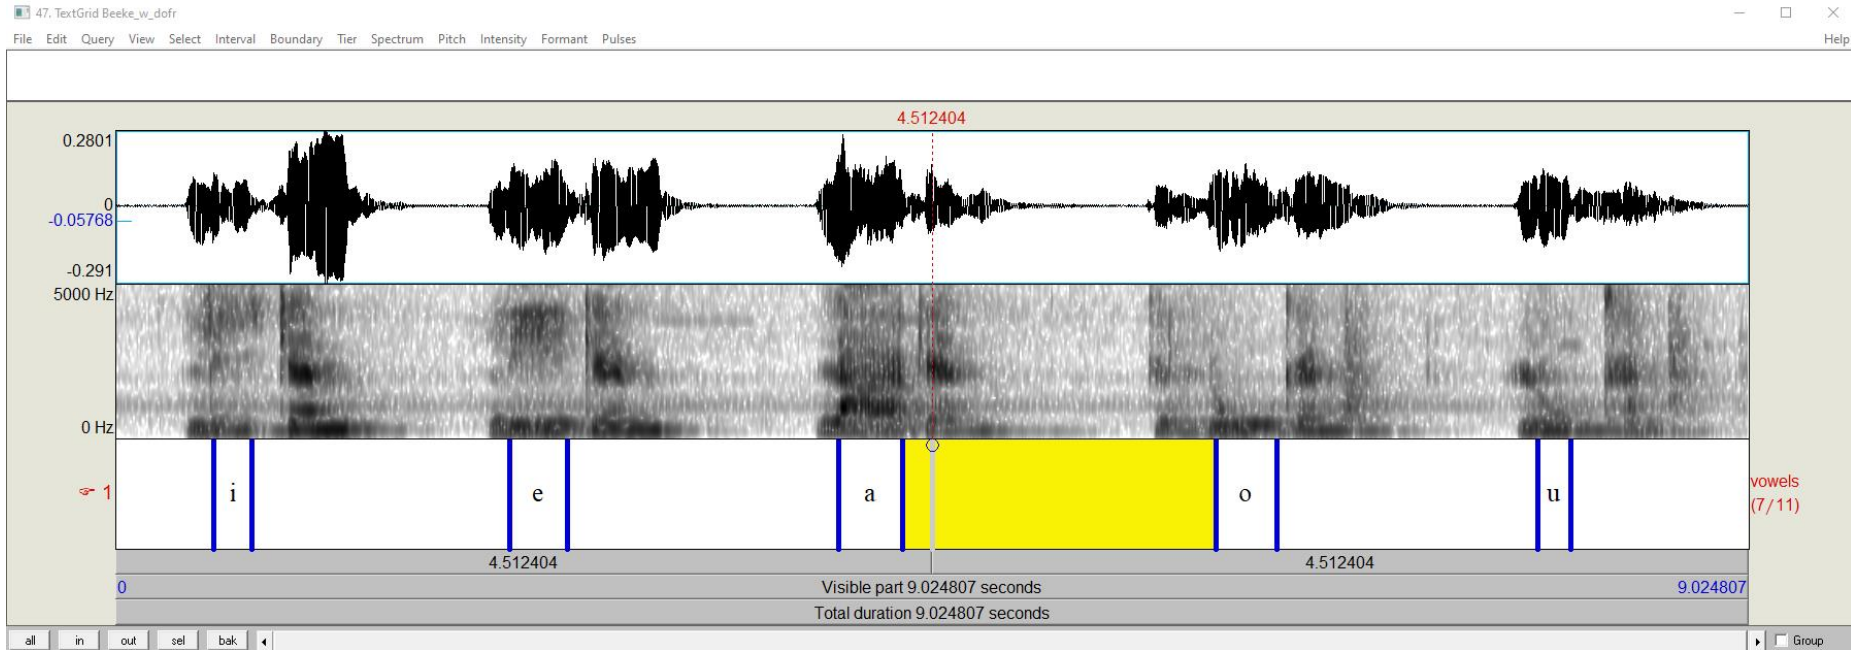 47. TextGrid Beeke_w_dofr
File Edit Query View Select Interval Boundary Tier Spectrum Pitch Intensity Formant Pulses Help
4.512404
0.2801
0
-0.05768
-0.291
5000 Hz
0 Hz
☞ 1 i e a o u vowels
(7/11)
4.512404 4.512404
0 Visible part 9.024807 seconds 9.024807
Total duration 9.024807 seconds
all in out sel bak Group